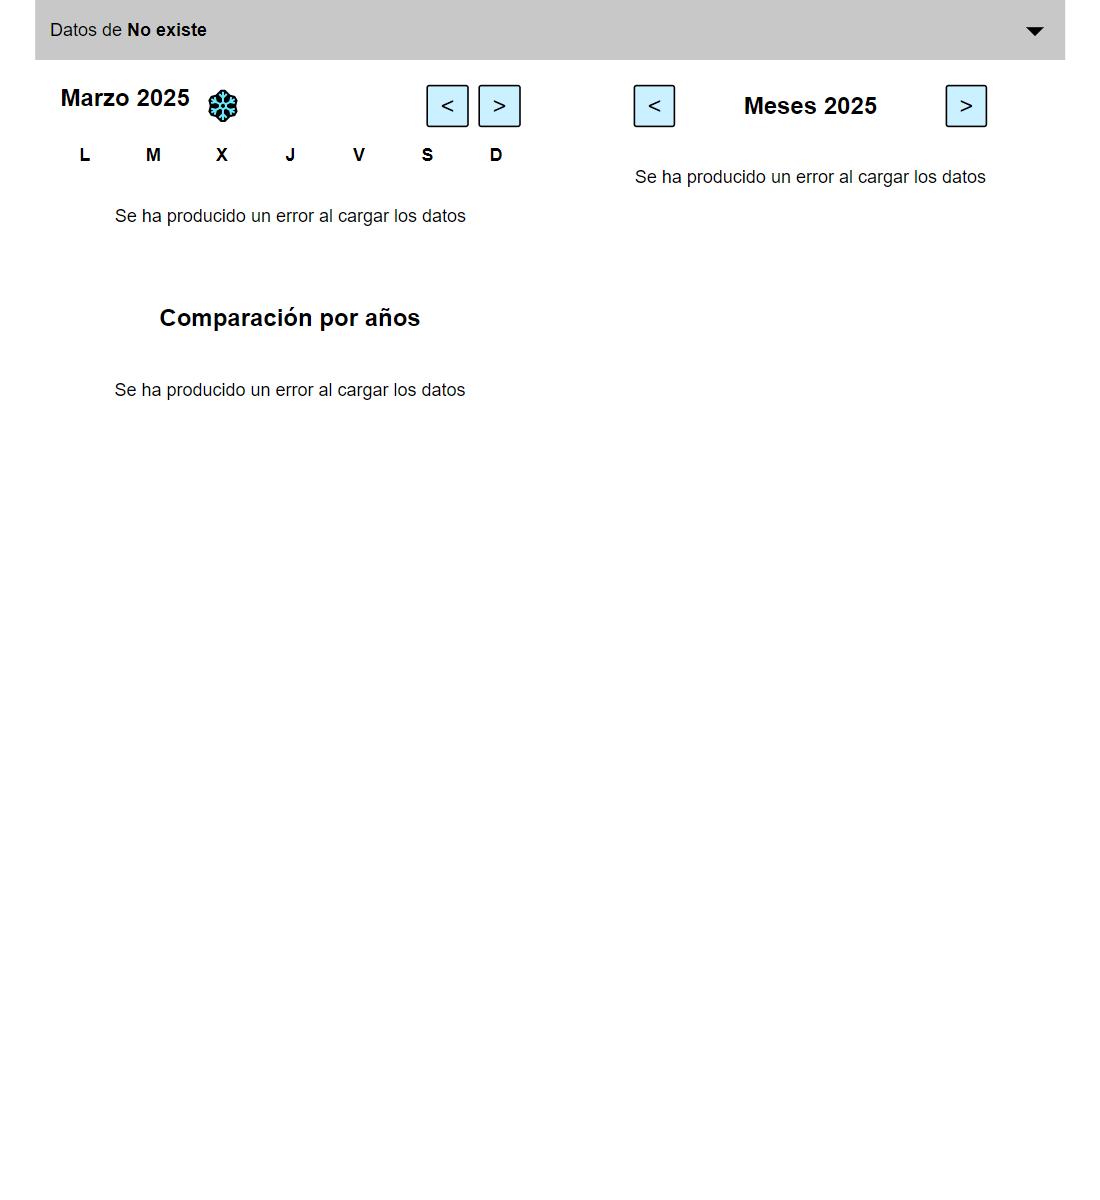 Datos de No existe
Marzo 2025 < >
L M X J V S D
Se ha producido un error al cargar los datos
< Meses 2025 >
Se ha producido un error al cargar los datos
Comparación por años
Se ha producido un error al cargar los datos